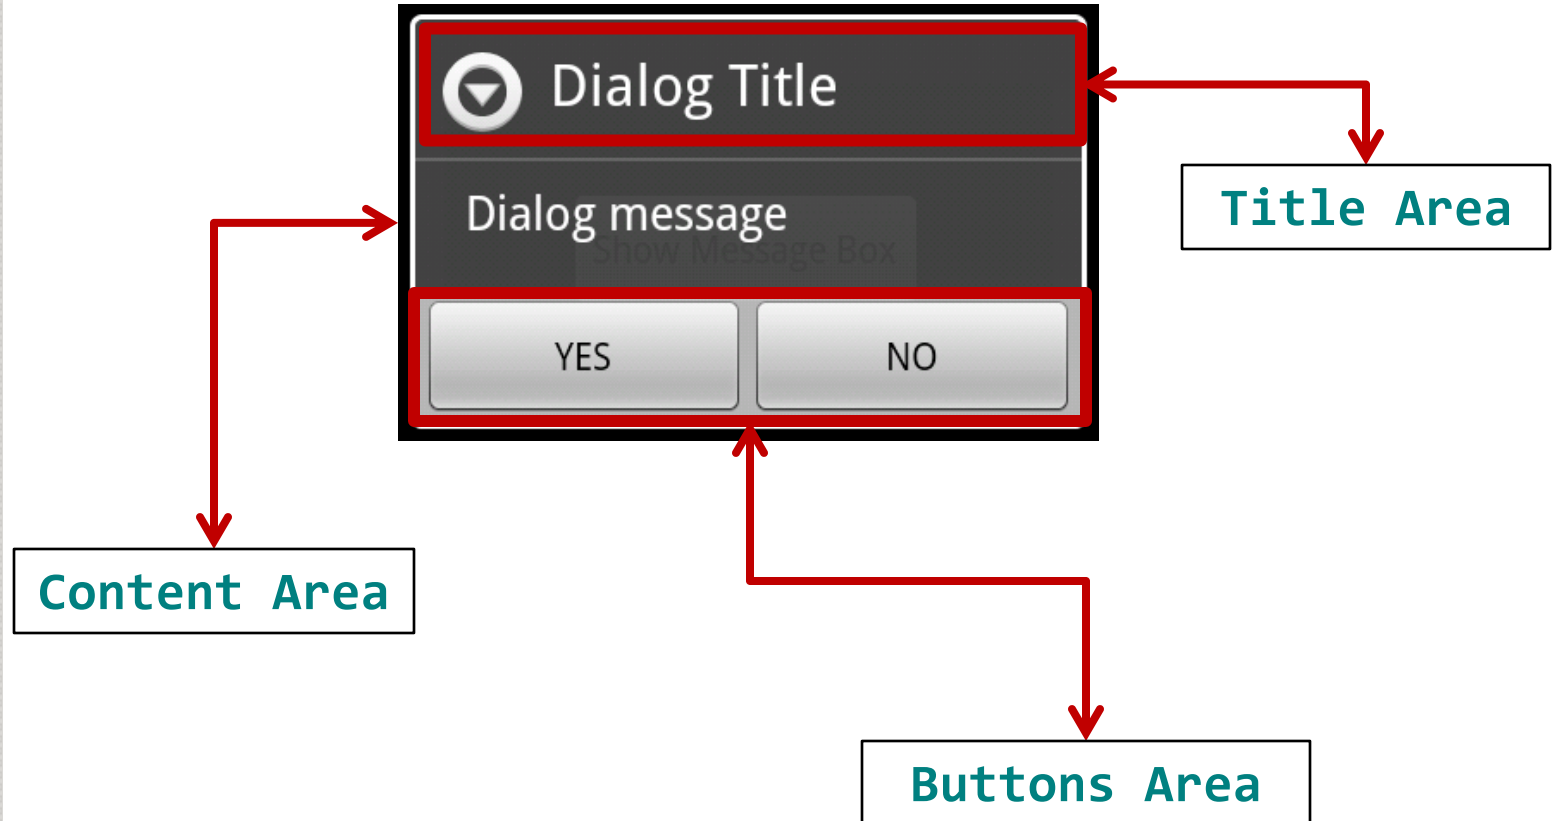 Dialog Title
Title Area
Dialog message
Show Message Box
YES NO
Content Area
Buttons Area